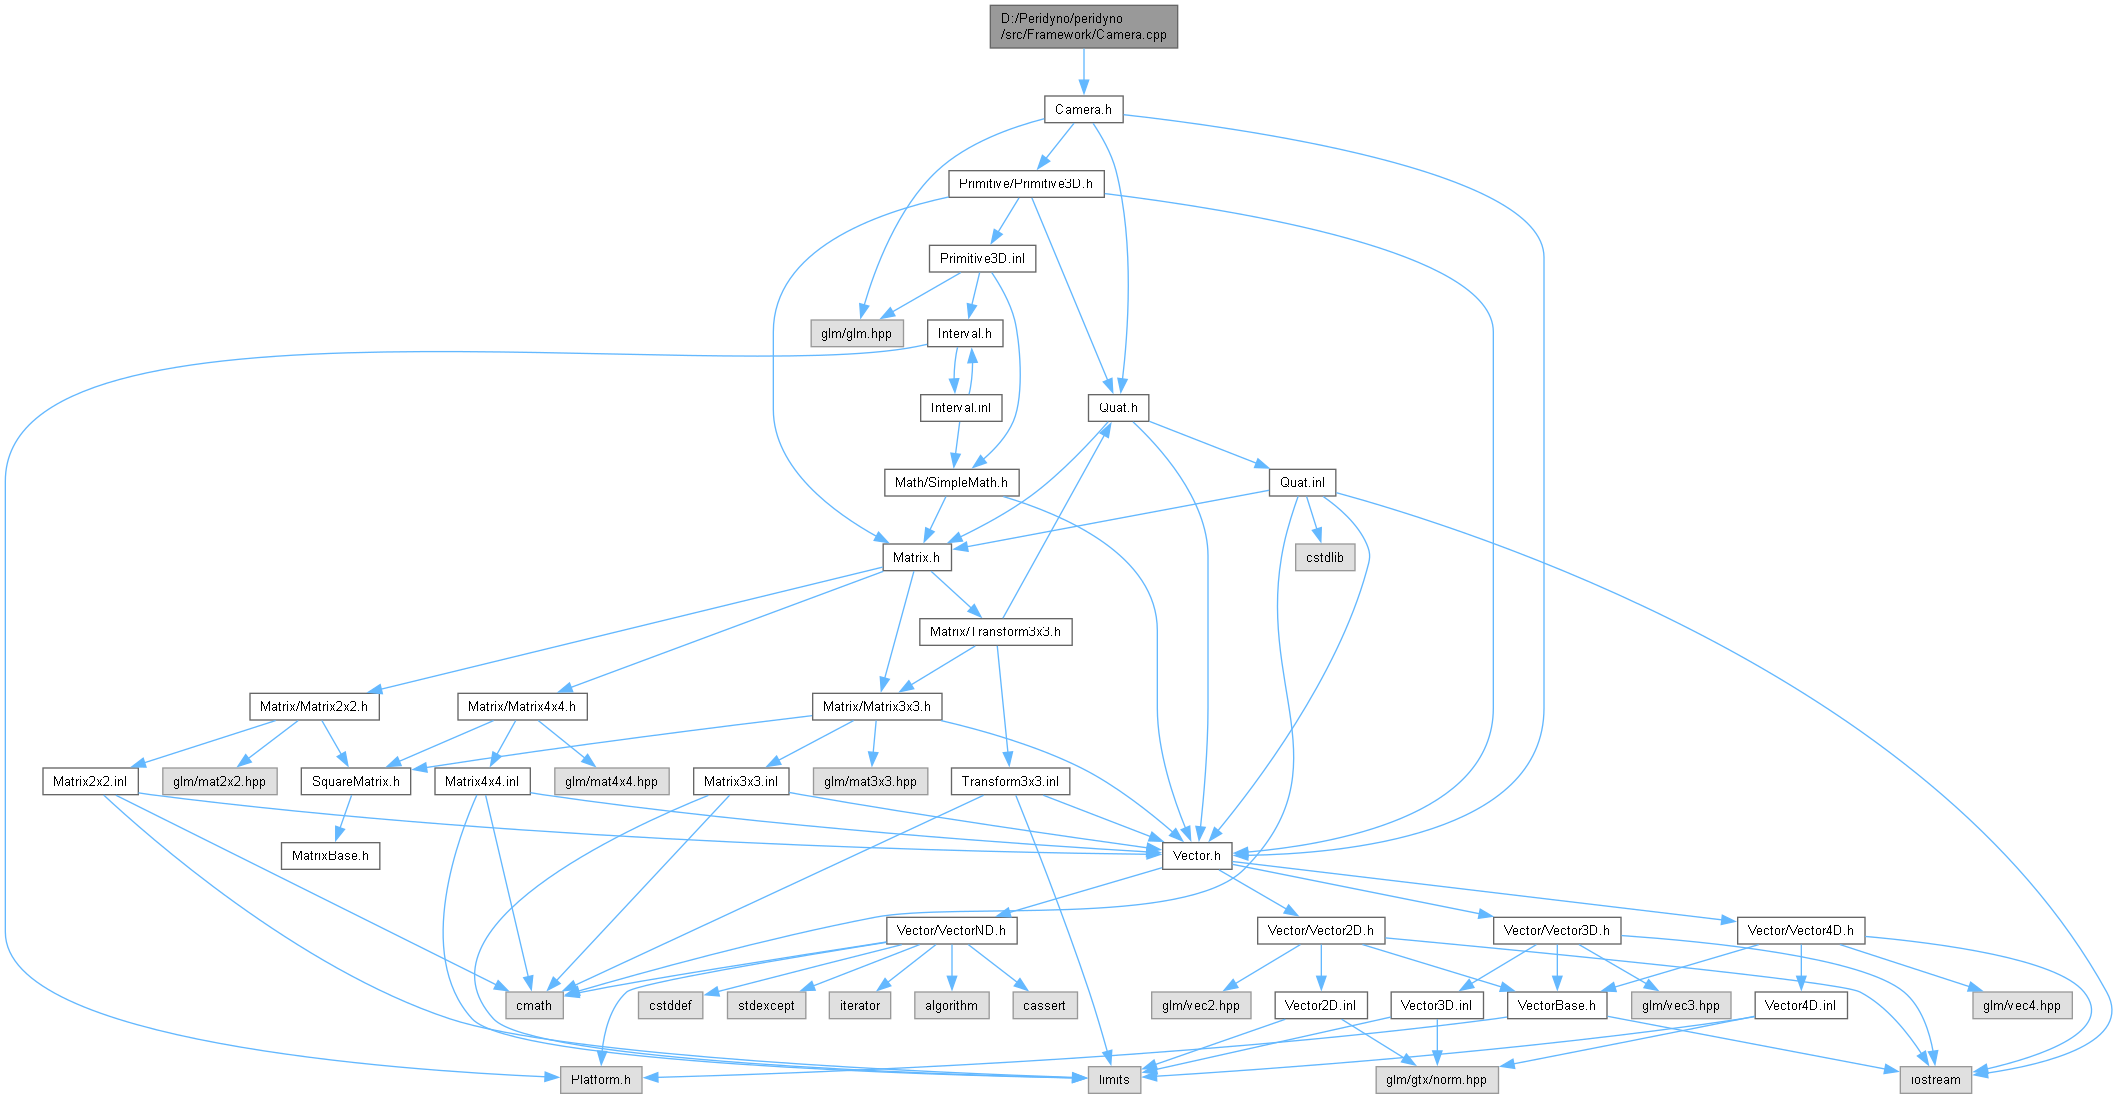 D:/Peridyno/peridyno
/src/Framework/Camera.cpp
Camera.h
Primitive/Primitive3D.h
Primitive3D.inl
glm/glm.hpp
Interval.h
Interval.inl
Quat.h
Math/SimpleMath.h
Quat.inl
Matrix.h
cstdlib
Matrix/Transform3x3.h
Matrix/Matrix2x2.h
Matrix/Matrix4x4.h
Matrix/Matrix3x3.h
Matrix2x2.inl
glm/mat2x2.hpp
SquareMatrix.h
Matrix4x4.inl
glm/mat4x4.hpp
Matrix3x3.inl
glm/mat3x3.hpp
Transform3x3.inl
MatrixBase.h
Vector.h
Vector/VectorND.h
Vector/Vector2D.h
Vector/Vector3D.h
Vector/Vector4D.h
cmath
cstddef
stdexcept
iterator
algorithm
cassert
glm/vec2.hpp
Vector2D.inl
Vector3D.inl
VectorBase.h
glm/vec3.hpp
Vector4D.inl
glm/vec4.hpp
Platform.h
limits
glm/gtx/norm.hpp
iostream